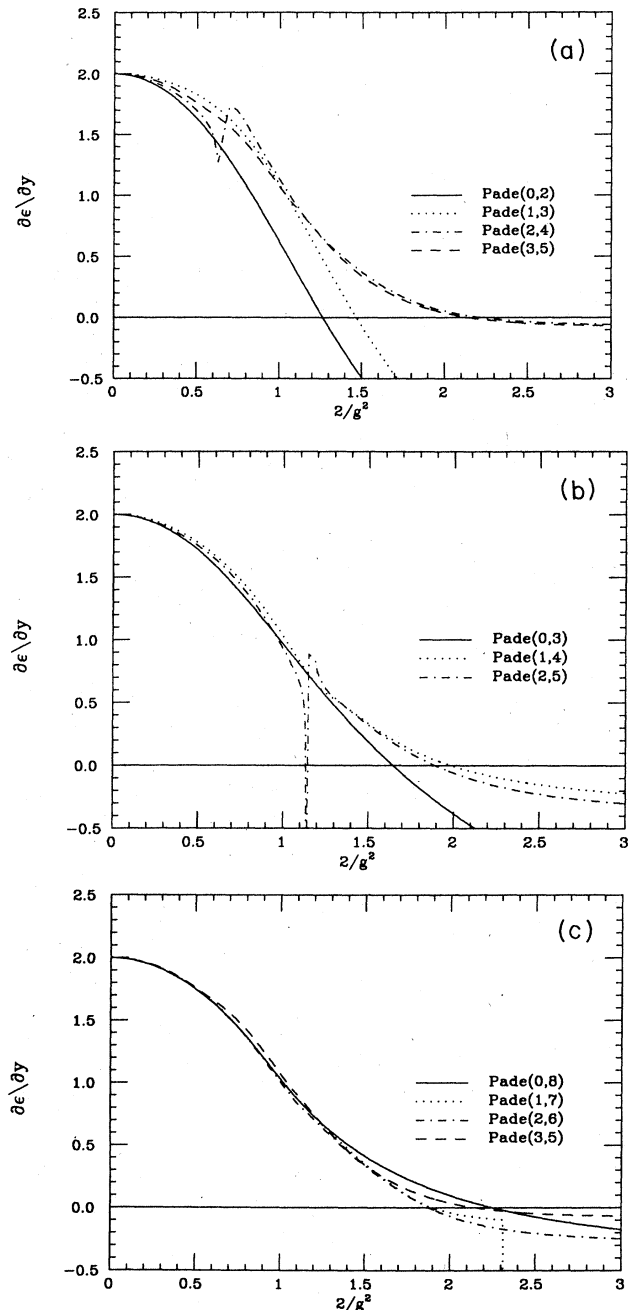 (a)
2.5
2.0
1.5
1.0
0.5
0.0
−0.5
∂ϵ\∂y
Pade(0,2)
Pade(1,3)
Pade(2,4)
Pade(3,5)
0 0.5 1 1.5 2 2.5 3
2/g²
(b)
2.5
2.0
1.5
1.0
0.5
0.0
−0.5
∂ϵ\∂y
Pade(0,3)
Pade(1,4)
Pade(2,5)
0 0.5 1 1.5 2 2.5 3
2/g²
(c)
2.5
2.0
1.5
1.0
0.5
0.0
−0.5
∂ϵ\∂y
Pade(0,8)
Pade(1,7)
Pade(2,6)
Pade(3,5)
0 0.5 1 1.5 2 2.5 3
2/g²